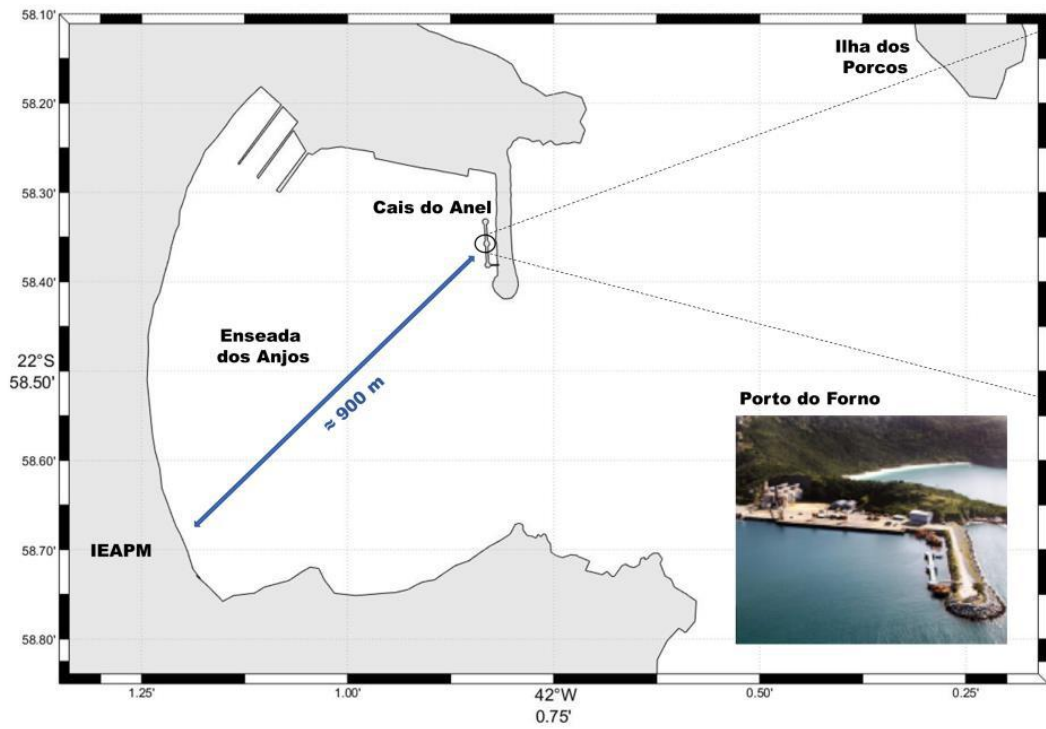 58.10'
Ilha dos
Porcos
58.20'
58.30'
Cais do Anel
58.40'
Enseada
dos Anjos
22°S
58.50'
≈ 900 m
Porto do Forno
58.60'
58.70'
IEAPM
58.80'
1.25'
1.00'
42°W
0.75'
0.50'
0.25'